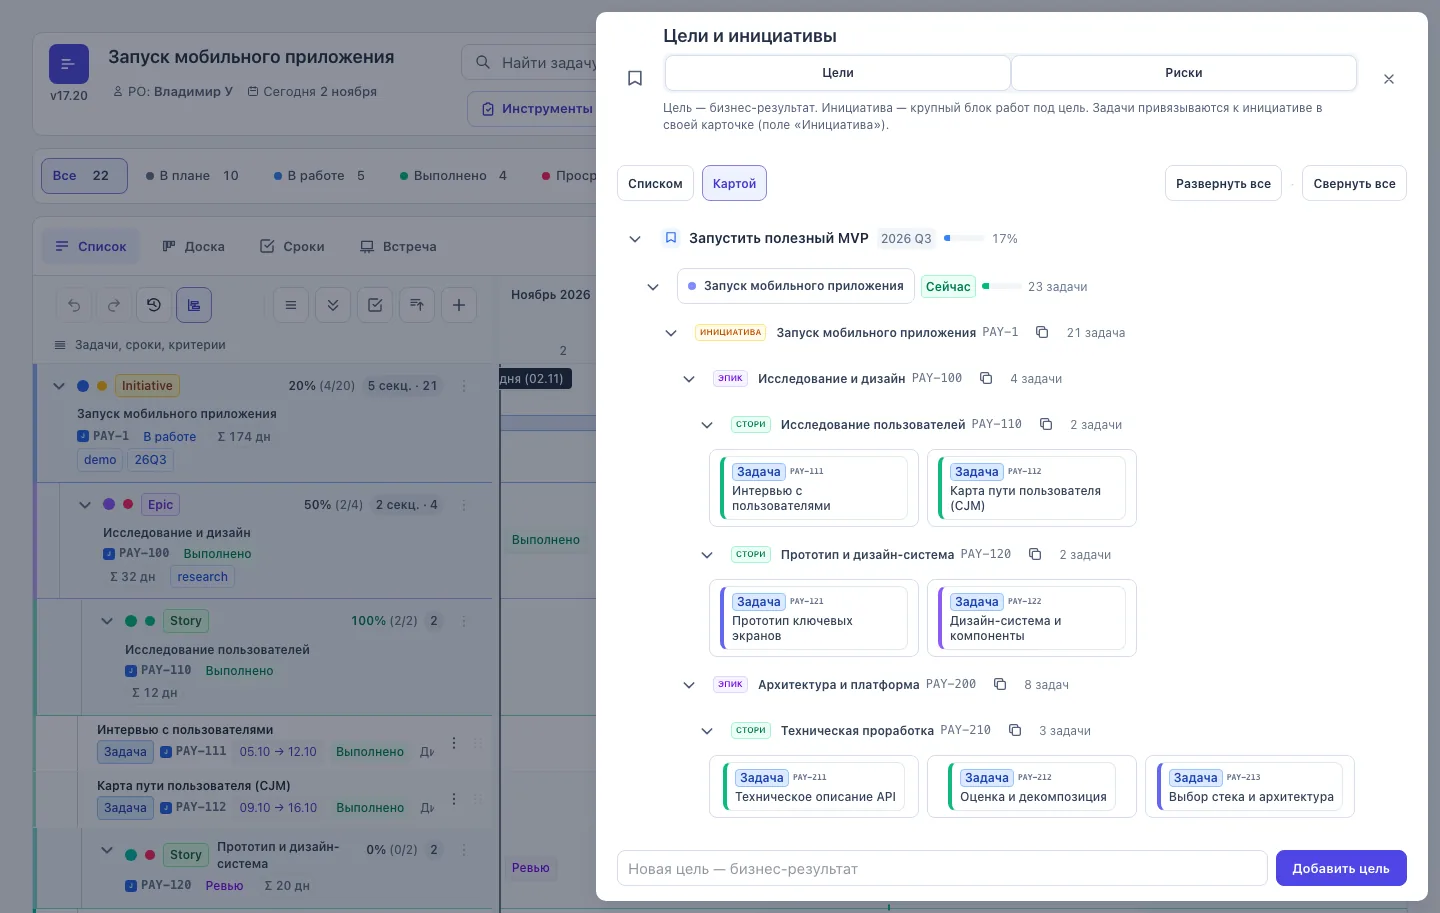 Запуск мобильного приложения
v17.20
РО: Владимир У
Сегодня 2 ноября
Найти задачу
Инструменты
Все 22
В плане 10
В работе 5
Выполнено 4
Список
Доска
Сроки
Встреча
Ноябрь 2026
Задачи, сроки, критерии
2
дня (02.11)
Initiative
20% (4/20)
5 секц. · 21
Запуск мобильного приложения
PAY-1 В работе Σ 174 дн
demo 26Q3
Epic
50% (2/4)
2 секц. · 4
Исследование и дизайн
PAY-100 Выполнено
Σ 32 дн research
Выполнено
Story
100% (2/2) 2
Исследование пользователей
PAY-110 Выполнено
Σ 12 дн
Интервью с пользователями
Задача PAY-111 05.10 → 12.10 Выполнено
Карта пути пользователя (CJM)
Задача PAY-112 09.10 → 16.10 Выполнено
Story
Прототип и дизайн-
система
0% (0/2) 2
PAY-120 Ревью Σ 20 дн
Ревью
Цели и инициативы
Цели
Риски
Цель — бизнес-результат. Инициатива — крупный блок работ под цель. Задачи привязываются к инициативе в
своей карточке (поле «Инициатива»).
Списком
Картой
Развернуть все
·
Свернуть все
Запустить полезный MVP 2026 Q3 17%
Запуск мобильного приложения Сейчас 23 задачи
ИНИЦИАТИВА Запуск мобильного приложения PAY-1 21 задача
ЭПИК Исследование и дизайн PAY-100 4 задачи
СТОРИ Исследование пользователей PAY-110 2 задачи
Задача PAY-111
Интервью с
пользователями
Задача PAY-112
Карта пути пользователя
(CJM)
СТОРИ Прототип и дизайн-система PAY-120 2 задачи
Задача PAY-121
Прототип ключевых
экранов
Задача PAY-122
Дизайн-система и
компоненты
ЭПИК Архитектура и платформа PAY-200 8 задач
СТОРИ Техническая проработка PAY-210 3 задачи
Задача PAY-211
Техническое описание API
Задача PAY-212
Оценка и декомпозиция
Задача PAY-213
Выбор стека и архитектура
Новая цель — бизнес-результат
Добавить цель